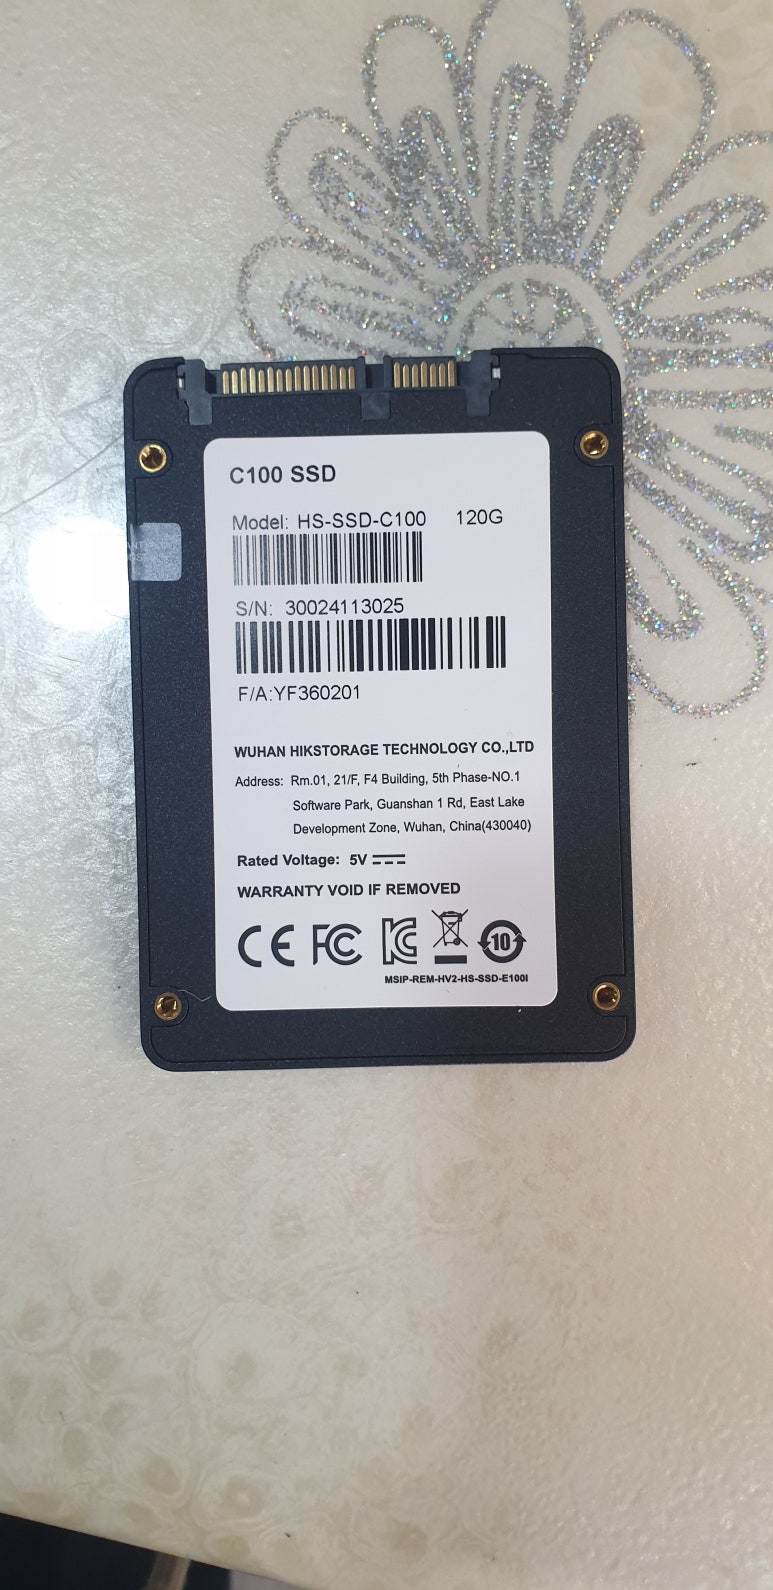 C100 SSD
Model: HS-SSD-C100 120G
S/N: 30024113025
F/A:YF360201
WUHAN HIKSTORAGE TECHNOLOGY CO.,LTD
Address: Rm.01, 21/F, F4 Building, 5th Phase-NO.1
Software Park, Guanshan 1 Rd, East Lake
Development Zone, Wuhan, China(430040)
Rated Voltage: 5V
WARRANTY VOID IF REMOVED
CE FC KC 10
MSIP-REM-HV2-HS-SSD-E100I